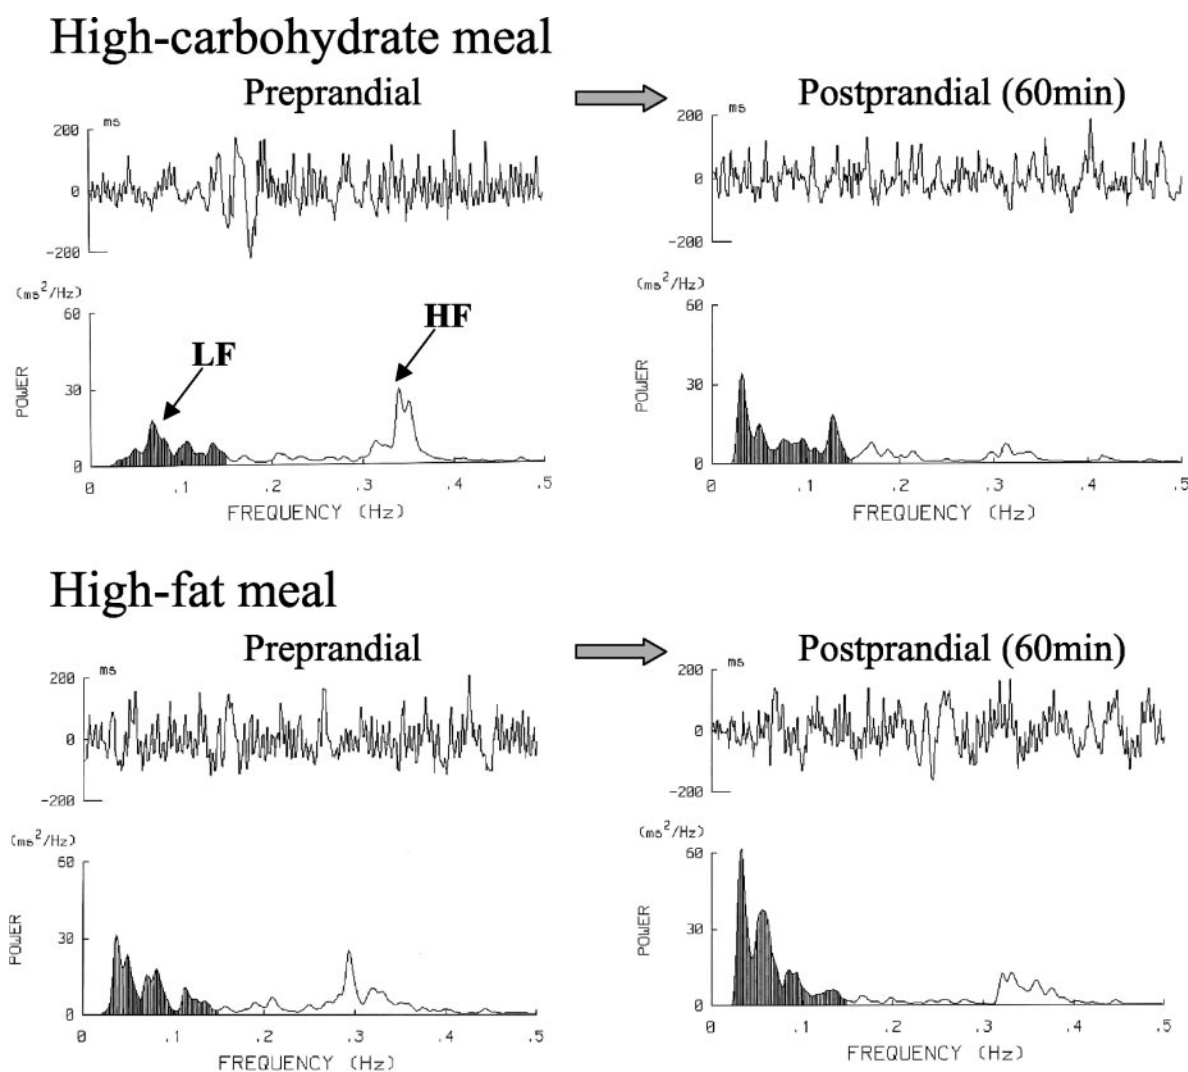 High-carbohydrate meal
Preprandial
Postprandial (60min)
ms
200
0
-200
ms
200
0
-200
(ms²/Hz)
60
30
0
POWER
LF
HF
0 .1 .2 .3 .4 .5
FREQUENCY (Hz)
(ms²/Hz)
60
30
0
POWER
0 .1 .2 .3 .4 .5
FREQUENCY (Hz)
High-fat meal
Preprandial
Postprandial (60min)
ms
200
0
-200
ms
200
0
-200
(ms²/Hz)
60
30
0
POWER
0 .1 .2 .3 .4 .5
FREQUENCY (Hz)
(ms²/Hz)
60
30
0
POWER
0 .1 .2 .3 .4 .5
FREQUENCY (Hz)